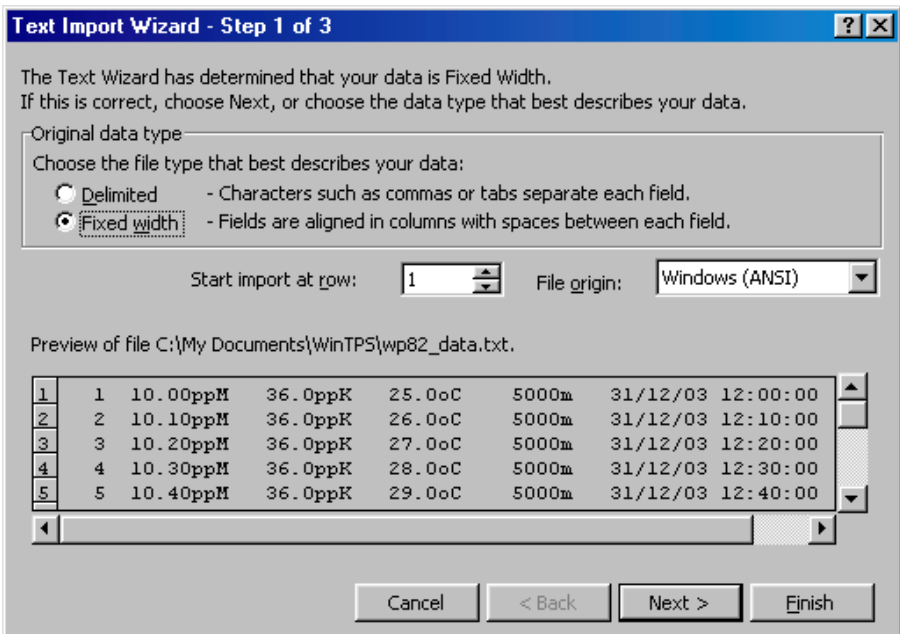 Text Import Wizard - Step 1 of 3
The Text Wizard has determined that your data is Fixed Width.
If this is correct, choose Next, or choose the data type that best describes your data.
Original data type
Choose the file type that best describes your data:
Delimited - Characters such as commas or tabs separate each field.
Fixed width - Fields are aligned in columns with spaces between each field.
Start import at row: 1 File origin: Windows (ANSI)
Preview of file C:\My Documents\WinTPS\wp82_data.txt.
1 1 10.00ppM 36.0ppK 25.0oC 5000m 31/12/03 12:00:00
2 2 10.10ppM 36.0ppK 26.0oC 5000m 31/12/03 12:10:00
3 3 10.20ppM 36.0ppK 27.0oC 5000m 31/12/03 12:20:00
4 4 10.30ppM 36.0ppK 28.0oC 5000m 31/12/03 12:30:00
5 5 10.40ppM 36.0ppK 29.0oC 5000m 31/12/03 12:40:00
Cancel < Back Next > Finish